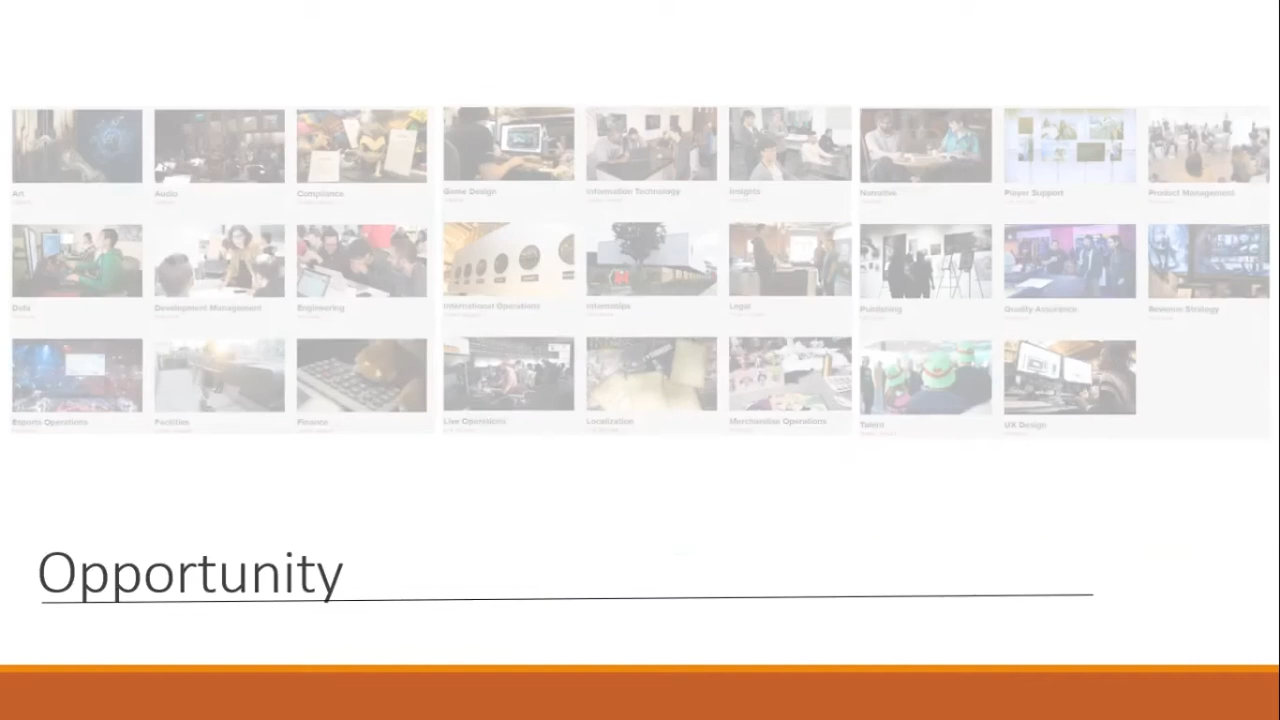 Art
Audio
Compliance
Game Design
Information Technology
Insights
Narrative
Player Support
Product Management
Data
Development Management
Engineering
International Operations
Internships
Legal
Publishing
Quality Assurance
Revenue Strategy
Esports Operations
Facilities
Finance
Live Operations
Localization
Merchandise Operations
Talent
UX Design
Opportunity